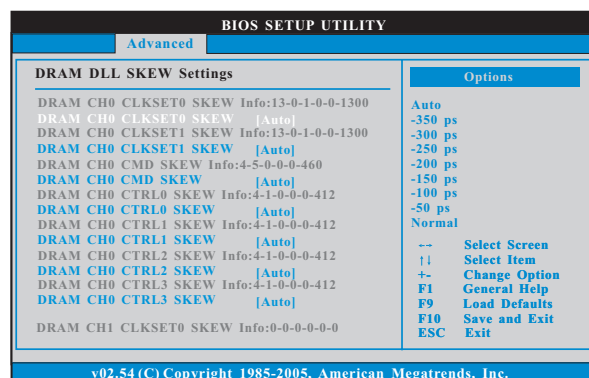 BIOS SETUP UTILITY
Advanced
DRAM DLL SKEW Settings
DRAM CH0 CLKSET0 SKEW Info:13-0-1-0-0-1300
DRAM CH0 CLKSET0 SKEW [Auto]
DRAM CH0 CLKSET1 SKEW Info:13-0-1-0-0-1300
DRAM CH0 CLKSET1 SKEW [Auto]
DRAM CH0 CMD SKEW Info:4-5-0-0-0-460
DRAM CH0 CMD SKEW [Auto]
DRAM CH0 CTRL0 SKEW Info:4-1-0-0-0-412
DRAM CH0 CTRL0 SKEW [Auto]
DRAM CH0 CTRL1 SKEW Info:4-1-0-0-0-412
DRAM CH0 CTRL1 SKEW [Auto]
DRAM CH0 CTRL2 SKEW Info:4-1-0-0-0-412
DRAM CH0 CTRL2 SKEW [Auto]
DRAM CH0 CTRL3 SKEW Info:4-1-0-0-0-412
DRAM CH0 CTRL3 SKEW [Auto]
DRAM CH1 CLKSET0 SKEW Info:0-0-0-0-0-0
Options
Auto
-350 ps
-300 ps
-250 ps
-200 ps
-150 ps
-100 ps
-50 ps
Normal
←→ Select Screen
↑↓ Select Item
+- Change Option
F1 General Help
F9 Load Defaults
F10 Save and Exit
ESC Exit
v02.54 (C) Copyright 1985-2005, American Megatrends, Inc.